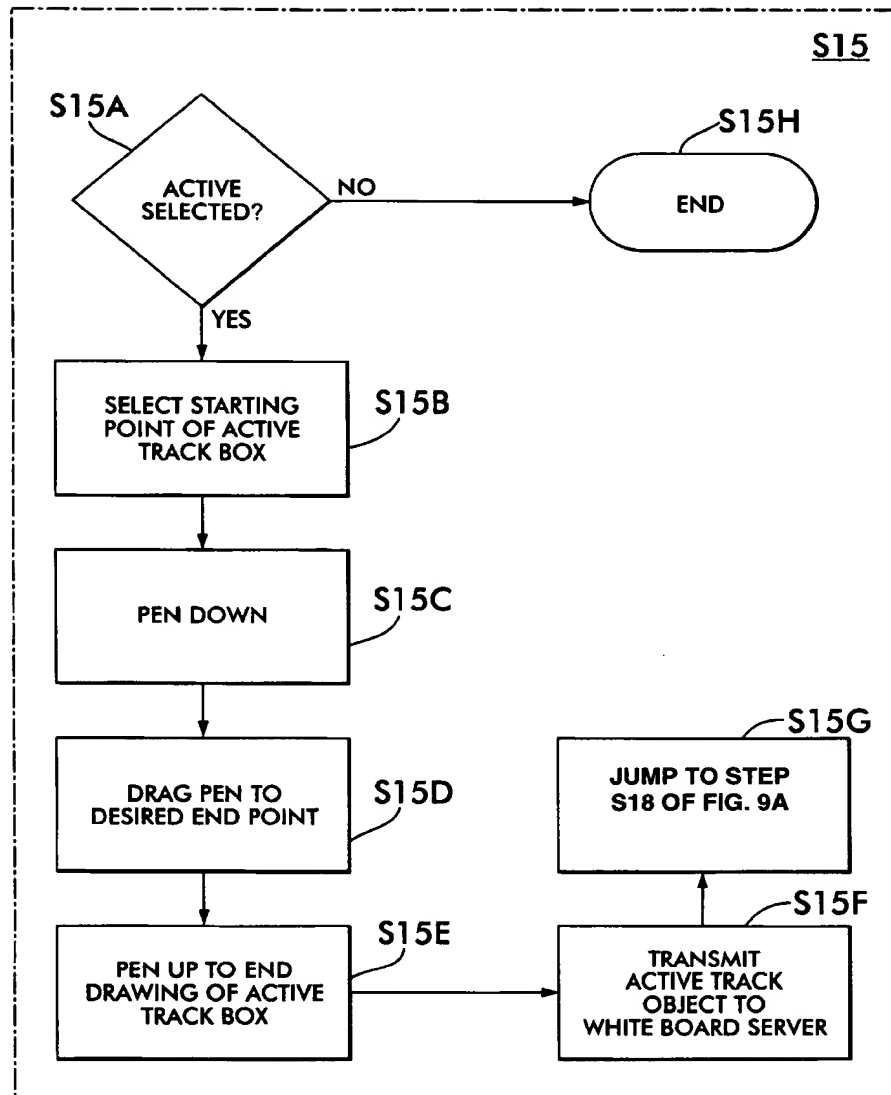 S15
S15A
S15H
ACTIVE
SELECTED?
NO
END
YES
SELECT STARTING
POINT OF ACTIVE
TRACK BOX
S15B
PEN DOWN
S15C
DRAG PEN TO
DESIRED END POINT
S15D
PEN UP TO END
DRAWING OF ACTIVE
TRACK BOX
S15E
S15G
JUMP TO STEP
S18 OF FIG. 9A
S15F
TRANSMIT
ACTIVE TRACK
OBJECT TO
WHITE BOARD SERVER